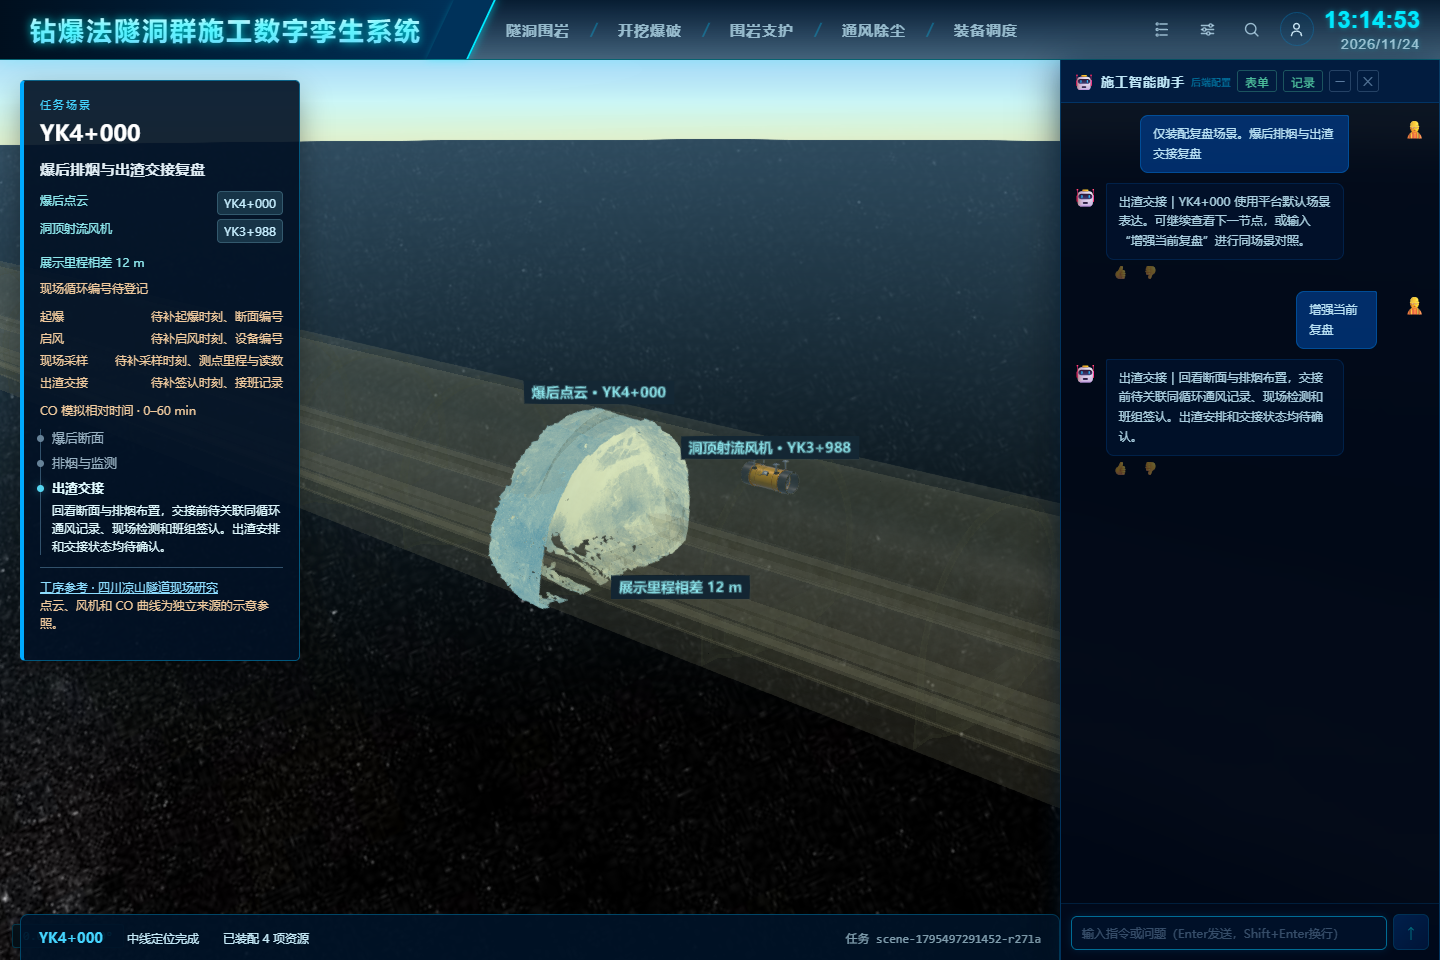 钻爆法隧洞群施工数字孪生系统
隧洞围岩 / 开挖爆破 / 围岩支护 / 通风除尘 / 装备调度
13:14:53
2026/11/24
任务场景
YK4+000
爆后排烟与出渣交接复盘
爆后点云 YK4+000
洞顶射流风机 YK3+988
展示里程相差 12 m
现场循环编号待登记
起爆 待补起爆时刻、断面编号
启风 待补启风时刻、设备编号
现场采样 待补采样时刻、测点里程与读数
出渣交接 待补签认时刻、接班记录
CO 模拟相对时间 · 0–60 min
爆后断面
排烟与监测
出渣交接
回看断面与排烟布置，交接前待关联同循环
通风记录、现场检测和班组签认。出渣安排
和交接状态均待确认。
工序参考 · 四川凉山隧道现场研究
点云、风机和 CO 曲线为独立来源的示意参
照。
爆后点云 · YK4+000
洞顶射流风机 · YK3+988
展示里程相差 12 m
YK4+000 中线定位完成 已装配 4 项资源
任务 scene-1795497291452-r271a
施工智能助手 后端配置 表单 记录
仅装配复盘场景。爆后排烟与出渣
交接复盘
出渣交接 | YK4+000 使用平台默认场景
表达。可继续查看下一节点，或输入
“增强当前复盘”进行同场景对照。
增强当前
复盘
出渣交接 | 回看断面与排烟布置，交接
前待关联同循环通风记录、现场检测和
班组签认。出渣安排和交接状态均待确
认。
输入指令或问题（Enter发送，Shift+Enter换行）